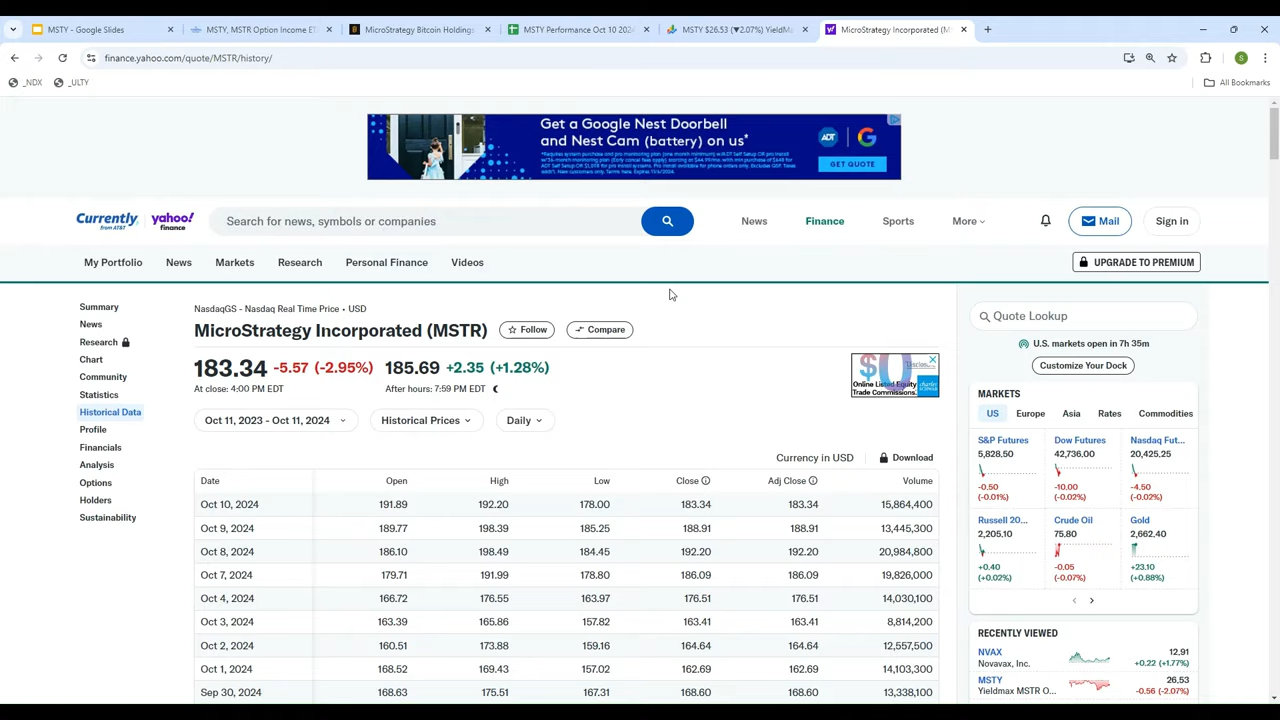 MSTY - Google Slides
MSTY, MSTR Option Income ET
MicroStrategy Bitcoin Holdings
MSTY Performance Oct 10 2024
MSTY $26.53 (▼2.07%) YieldM
MicroStrategy Incorporated (M
finance.yahoo.com/quote/MSTR/history/
S
_NDX
_ULTY
All Bookmarks
Get a Google Nest Doorbell
and Nest Cam (battery) on us*
ADT
G
GET QUOTE
Currently
from AT&T
yahoo!
finance
Search for news, symbols or companies
News
Finance
Sports
More
Mail
Sign in
My Portfolio
News
Markets
Research
Personal Finance
Videos
UPGRADE TO PREMIUM
Summary
News
Research
Chart
Community
Statistics
Historical Data
Profile
Financials
Analysis
Options
Holders
Sustainability
NasdaqGS - Nasdaq Real Time Price • USD
MicroStrategy Incorporated (MSTR)
Follow
Compare
183.34 -5.57 (-2.95%)
At close: 4:00 PM EDT
185.69 +2.35 (+1.28%)
After hours: 7:59 PM EDT
$0
Online Listed Equity
Trade Commissions.
charles
SCHWAB
Oct 11, 2023 - Oct 11, 2024
Historical Prices
Daily
Currency in USD
Download
Date Open High Low Close Adj Close Volume
Oct 10, 2024 191.89 192.20 178.00 183.34 183.34 15,864,400
Oct 9, 2024 189.77 198.39 185.25 188.91 188.91 13,445,300
Oct 8, 2024 186.10 198.49 184.45 192.20 192.20 20,984,800
Oct 7, 2024 179.71 191.99 178.80 186.09 186.09 19,826,000
Oct 4, 2024 166.72 176.55 163.97 176.51 176.51 14,030,100
Oct 3, 2024 163.39 165.86 157.82 163.41 163.41 8,814,200
Oct 2, 2024 160.51 173.88 159.16 164.64 164.64 12,557,500
Oct 1, 2024 168.52 169.43 157.02 162.69 162.69 14,103,300
Sep 30, 2024 168.63 175.51 167.31 168.60 168.60 13,338,100
Quote Lookup
U.S. markets open in 7h 35m
Customize Your Dock
MARKETS
US
Europe
Asia
Rates
Commodities
S&P Futures
5,828.50
-0.50
(-0.01%)
Dow Futures
42,736.00
-10.00
(-0.02%)
Nasdaq Fut...
20,425.25
-4.50
(-0.02%)
Russell 20...
2,205.10
+0.40
(+0.02%)
Crude Oil
75.80
-0.05
(-0.07%)
Gold
2,662.40
+23.10
(+0.88%)
RECENTLY VIEWED
NVAX
Novavax, Inc.
12.91
+0.22 (+1.77%)
MSTY
Yieldmax MSTR O...
26.53
-0.56 (-2.07%)